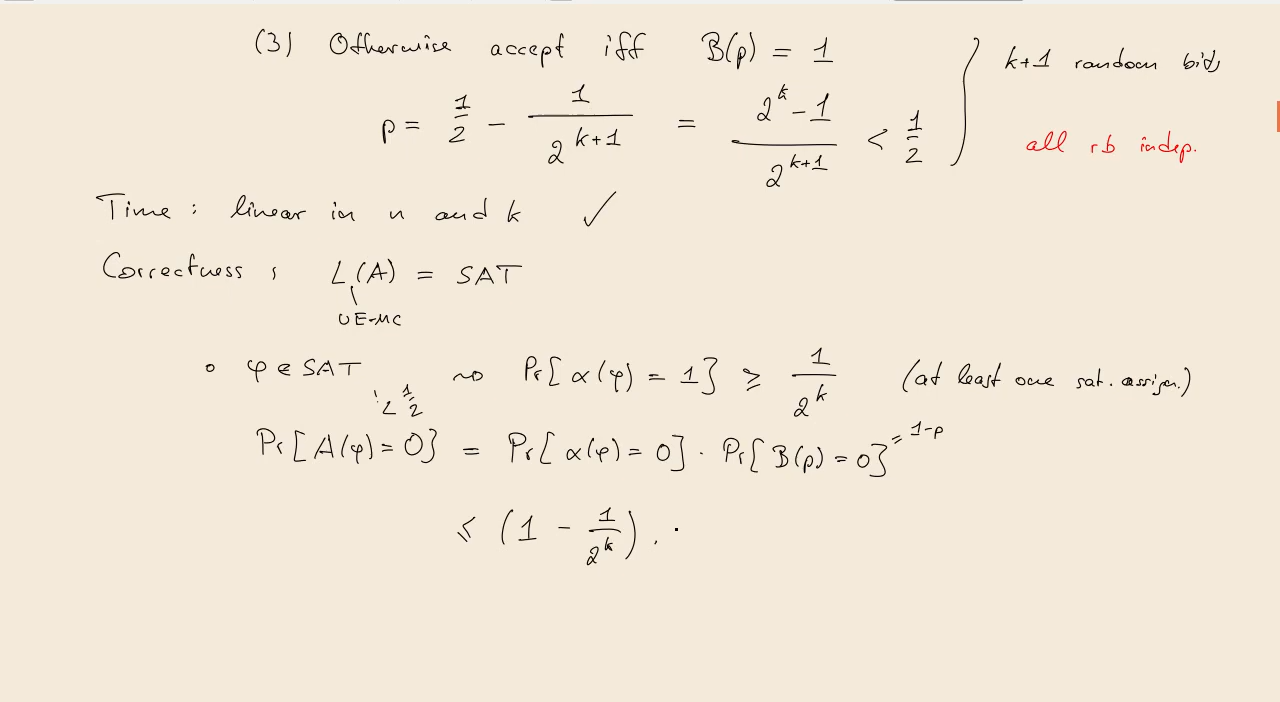 (3) Otherwise accept iff B(p) = 1
k+1 random bits
p = 1/2 − 1/2^{k+1} = (2^k − 1)/2^{k+1} < 1/2
all rb indep.
Time : linear in n and k ✓
Correctness : L(A) = SAT
UE-MC
∘ φ ∈ SAT ⇝ Pr[α(φ) = 1] ≥ 1/2^k (at least one sat. assign.)
! < 1/2
Pr[A(φ) = 0] = Pr[α(φ) = 0] · Pr[B(p) = 0] = 1-p
≤ (1 − 1/2^k) ·